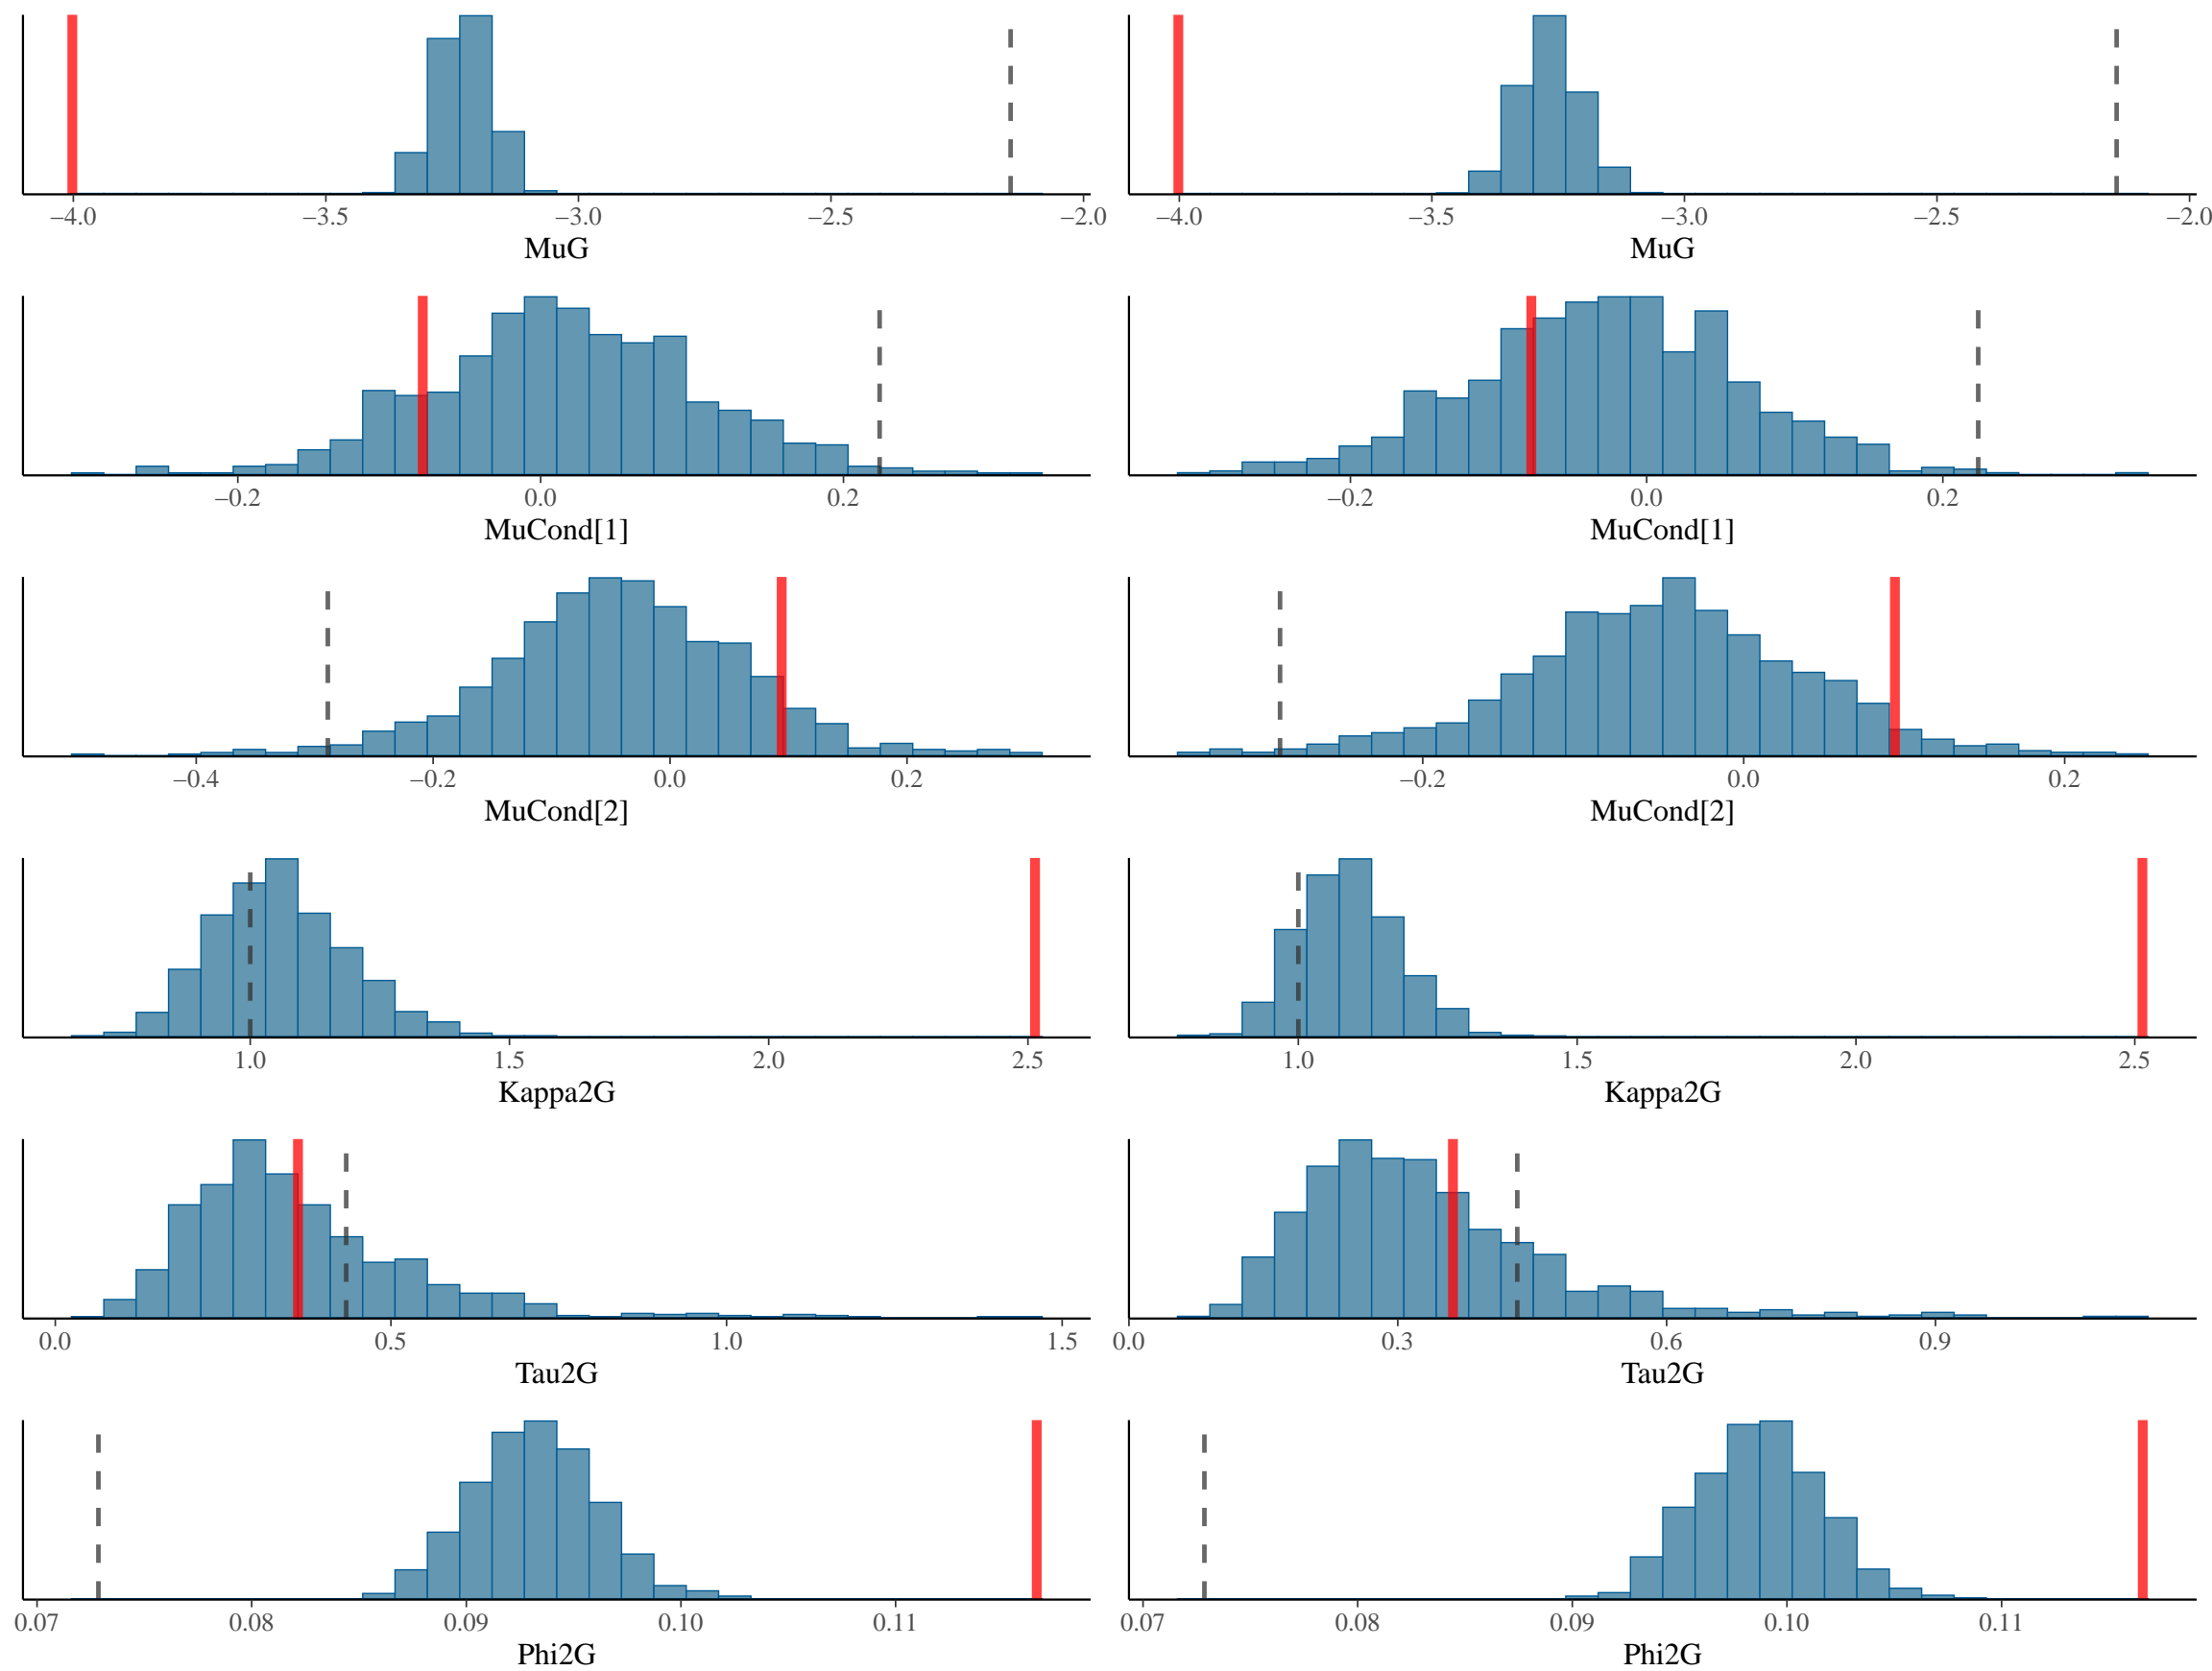 −4.0 −3.5 −3.0 −2.5 −2.0 −4.0 −3.5 −3.0 −2.5 −2.0
MuG MuG
−0.2 0.0 0.2 −0.2 0.0 0.2
MuCond[1] MuCond[1]
−0.4 −0.2 0.0 0.2 −0.2 0.0 0.2
MuCond[2] MuCond[2]
1.0 1.5 2.0 2.5 1.0 1.5 2.0 2.5
Kappa2G Kappa2G
0.0 0.5 1.0 1.5 0.0 0.3 0.6 0.9
Tau2G Tau2G
0.07 0.08 0.09 0.10 0.11 0.07 0.08 0.09 0.10 0.11
Phi2G Phi2G